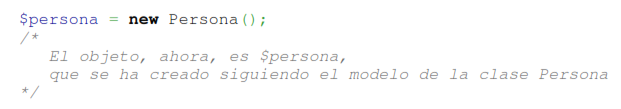 $persona = new Persona();
/*
El objeto, ahora, es $persona,
que se ha creado siguiendo el modelo de la clase Persona
*/